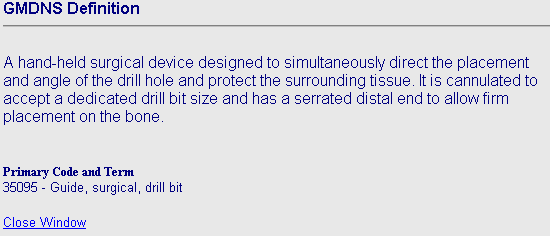 GMDNS Definition
A hand-held surgical device designed to simultaneously direct the placement
and angle of the drill hole and protect the surrounding tissue. It is cannulated to
accept a dedicated drill bit size and has a serrated distal end to allow firm
placement on the bone.
Primary Code and Term
35095 - Guide, surgical, drill bit
Close Window